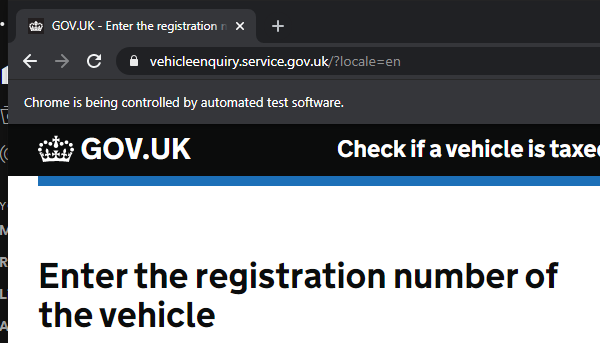 GOV.UK - Enter the registration n
vehicleenquiry.service.gov.uk/?locale=en
Chrome is being controlled by automated test software.
GOV.UK
Check if a vehicle is taxe
Y
M
R
L
A
Enter the registration number of
the vehicle